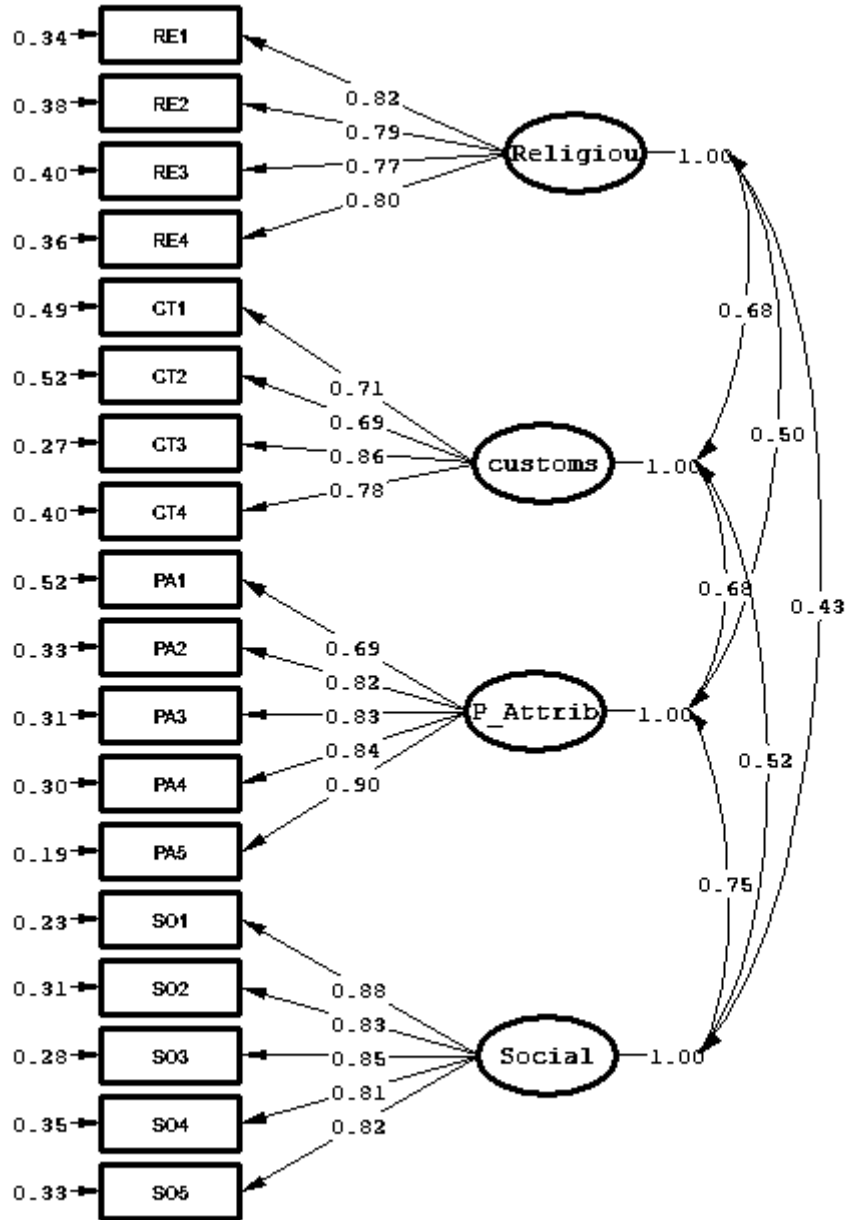 0.34 RE1
0.82
0.38 RE2
0.79
Religiou 1.00
0.40 RE3
0.77
0.80
0.36 RE4
0.49 CT1
0.68
0.52 CT2
0.71
0.69
0.50
0.27 CT3
0.86
customs 1.00
0.78
0.40 CT4
0.52 PA1
0.68
0.43
0.33 PA2
0.69
0.82
0.31 PA3
0.83
P_Attrib 1.00
0.84
0.52
0.30 PA4
0.90
0.19 PA5
0.75
0.23 SO1
0.31 SO2
0.88
0.83
0.28 SO3
0.85
Social 1.00
0.81
0.35 SO4
0.82
0.33 SO5